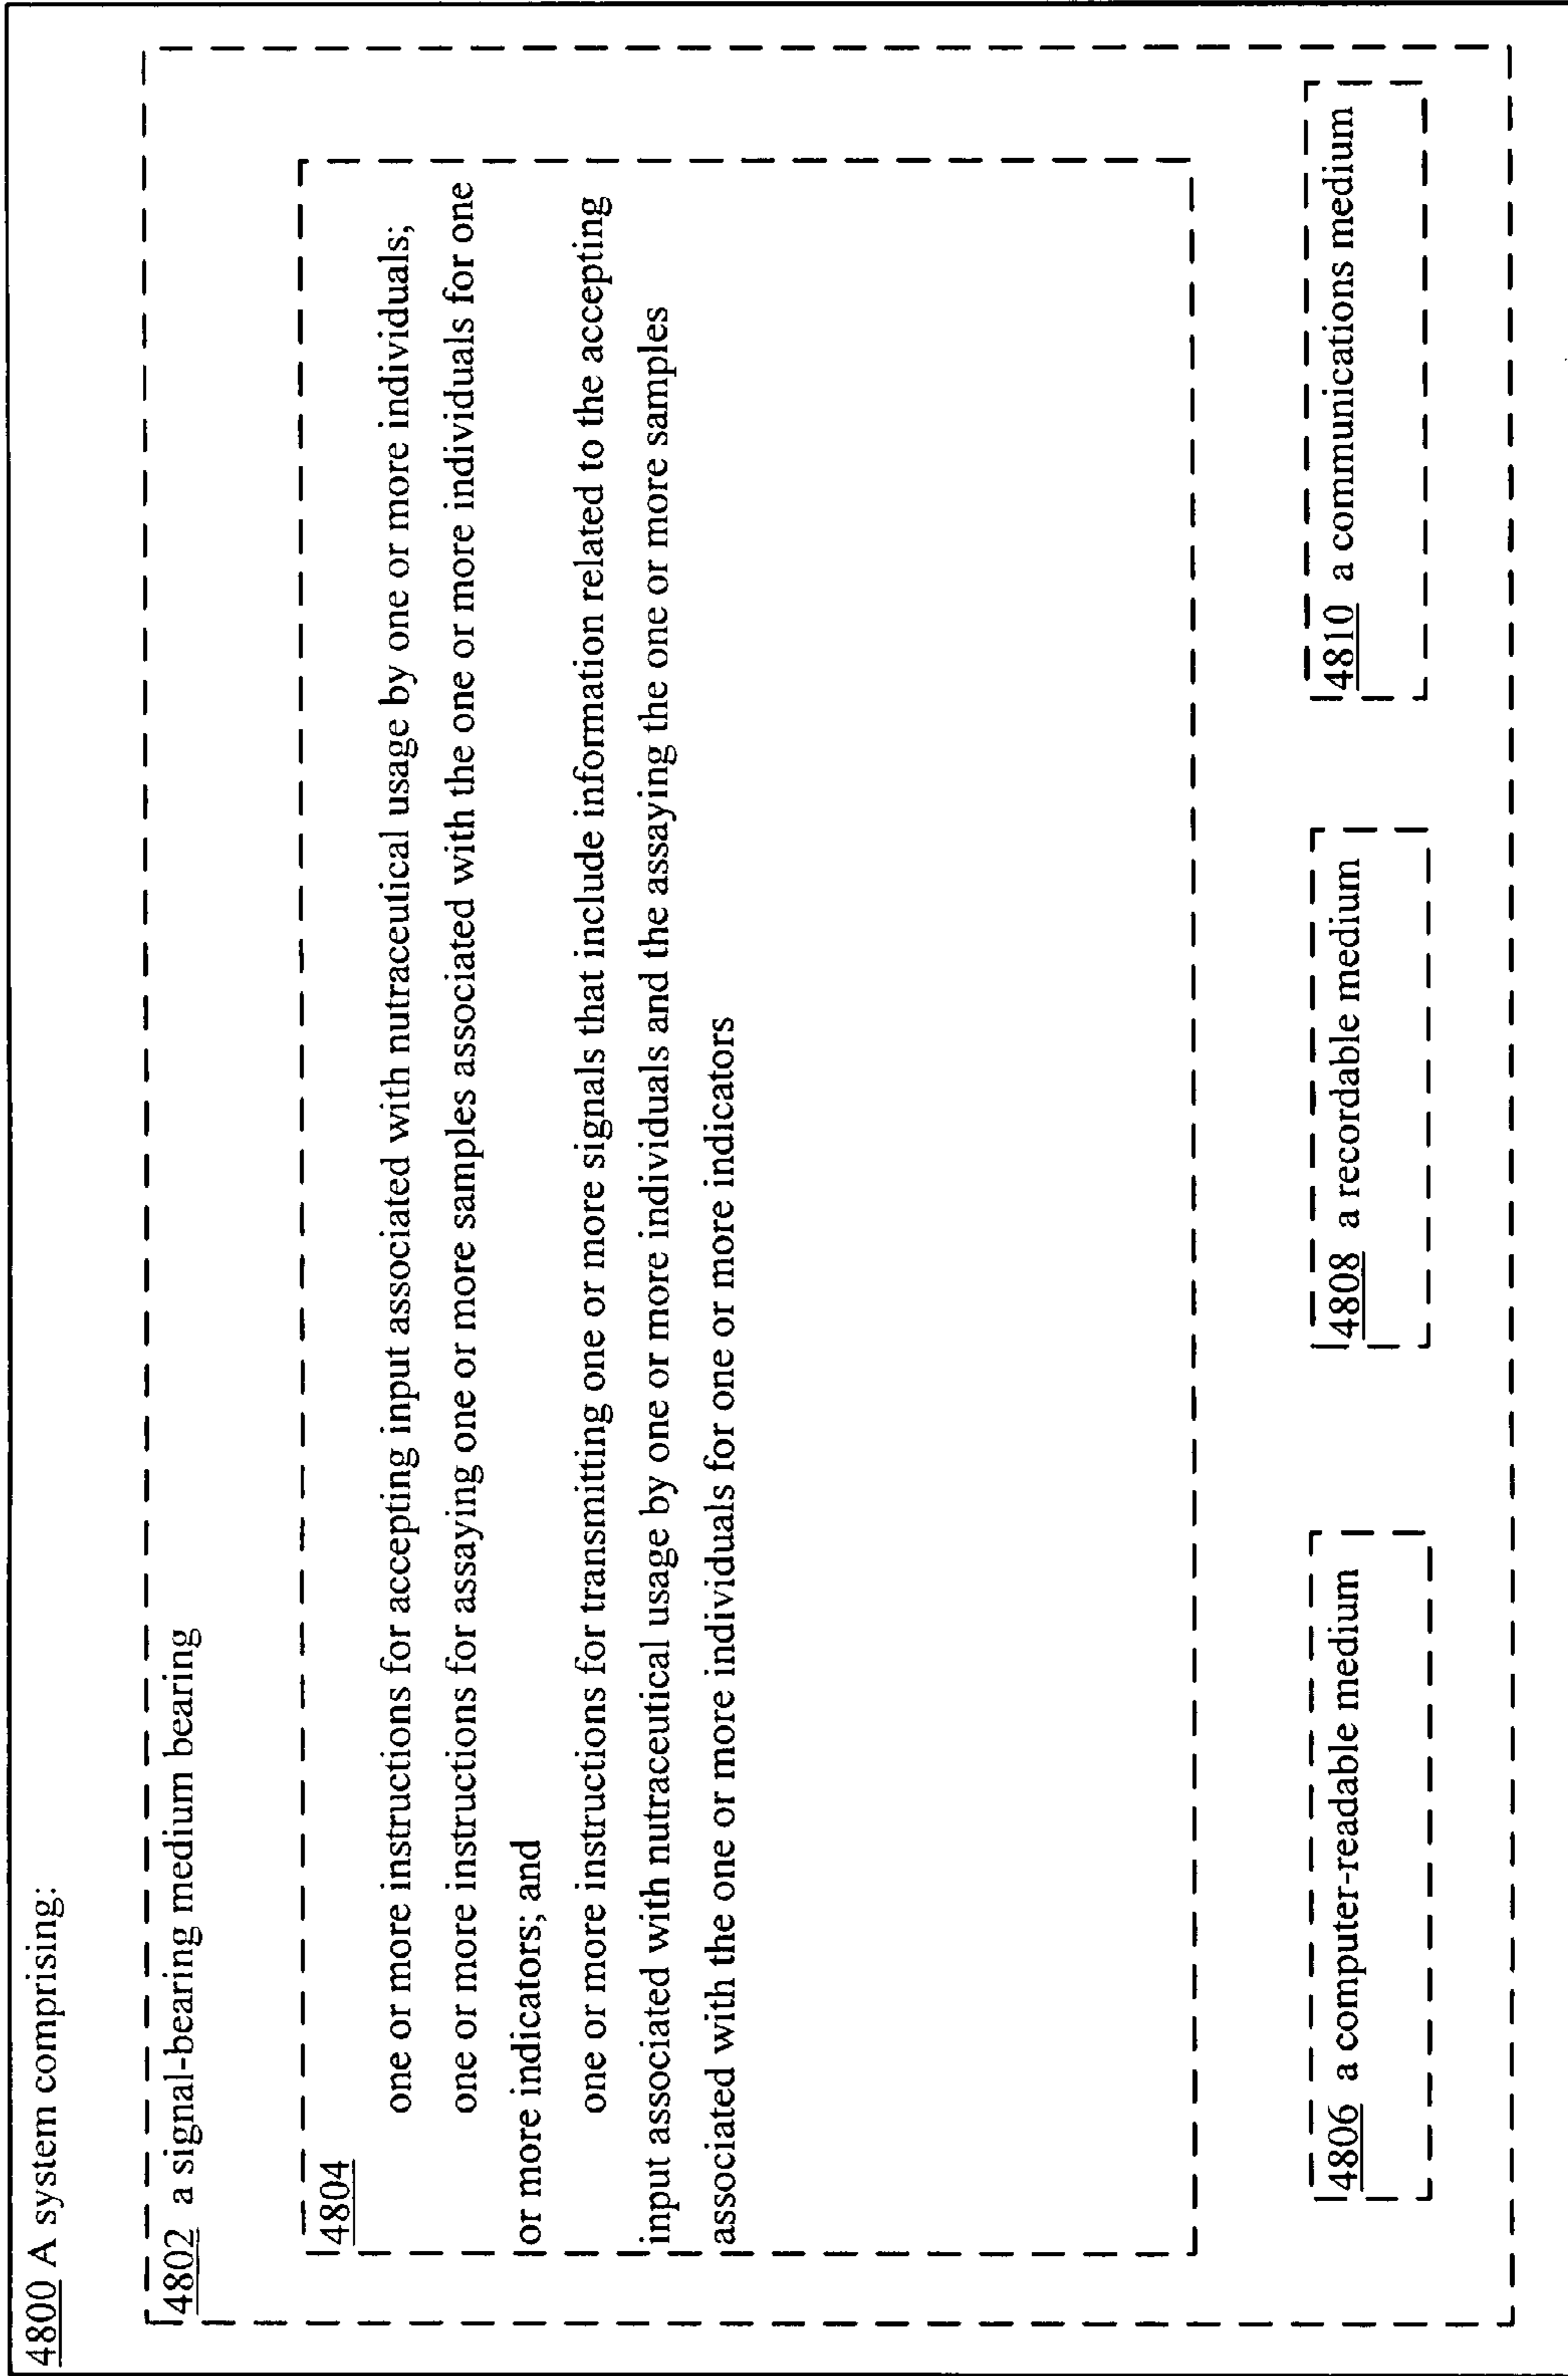 4800 A system comprising:
4802 a signal-bearing medium bearing
4804
one or more instructions for accepting input associated with nutraceutical usage by one or more individuals;
one or more instructions for assaying one or more samples associated with the one or more individuals for one
or more indicators; and
one or more instructions for transmitting one or more signals that include information related to the accepting
input associated with nutraceutical usage by one or more individuals and the assaying the one or more samples
associated with the one or more individuals for one or more indicators
4806 a computer-readable medium
4808 a recordable medium
4810 a communications medium